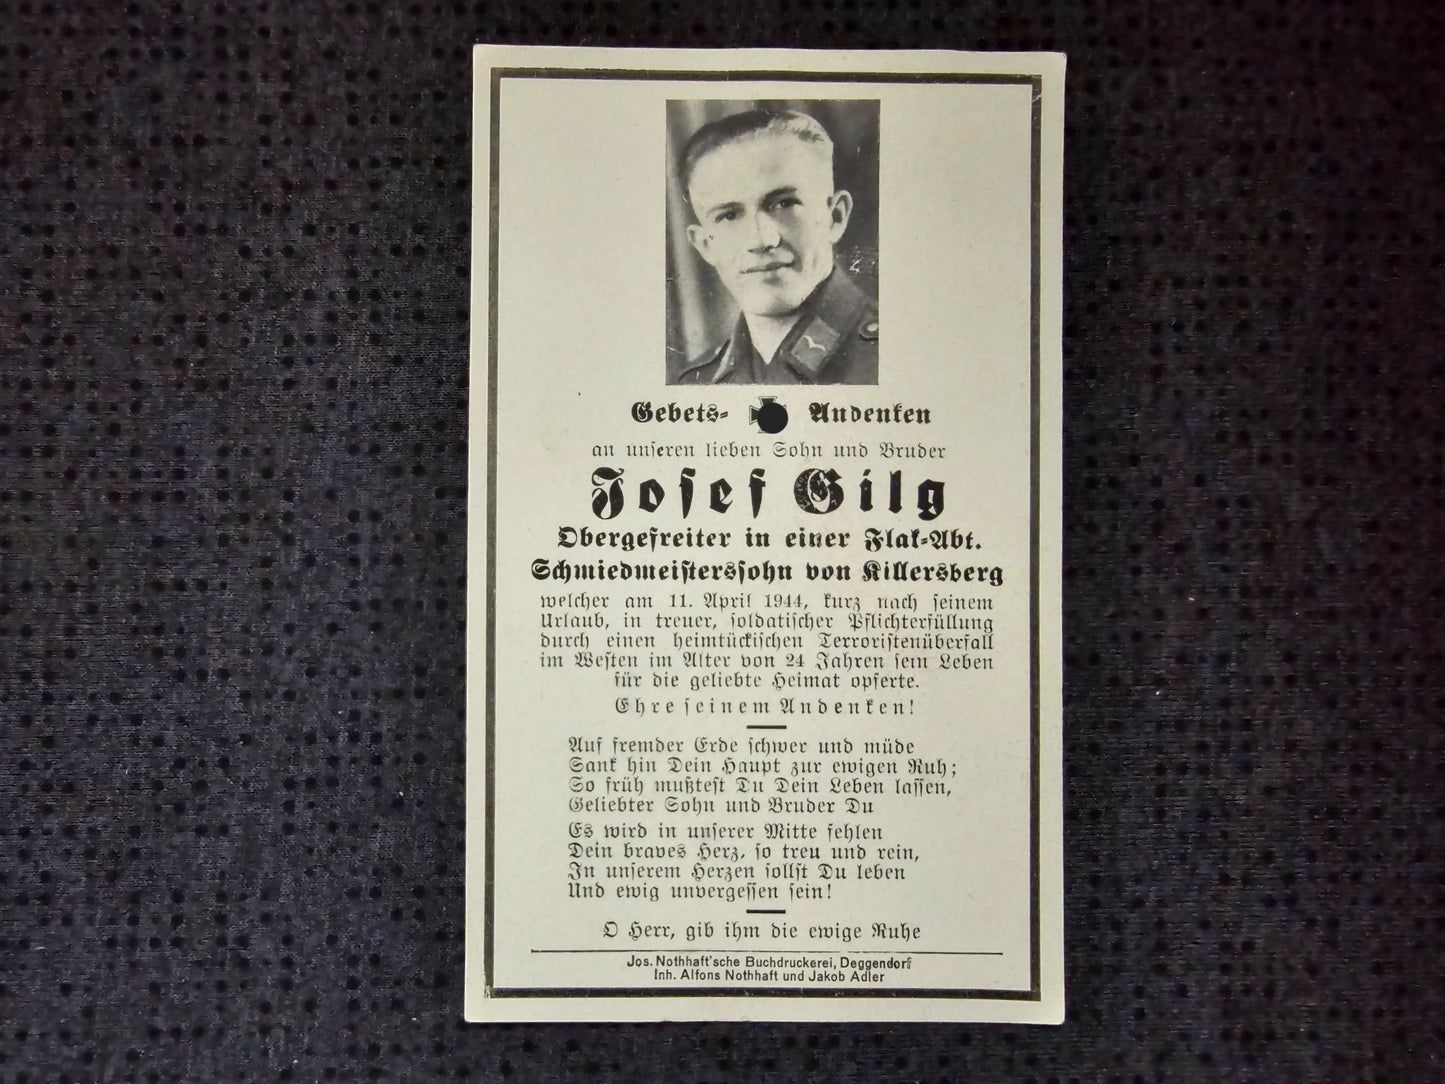 Gebets- Andenken
an unseren lieben Sohn und Bruder
Josef Gilg
Obergefreiter in einer Flak-Abt.
Schmiedmeisterssohn von Killersberg
welcher am 11. April 1944, kurz nach seinem
Urlaub, in treuer, soldatischer Pflichterfüllung
durch einen heimtückischen Terroristenüberfall
im Westen im Alter von 24 Jahren sein Leben
für die geliebte Heimat opferte.
Ehre seinem Andenken!
Auf fremder Erde schwer und müde
Sank hin Dein Haupt zur ewigen Ruh;
So früh mußtest Du Dein Leben lassen,
Geliebter Sohn und Bruder Du
Es wird in unserer Mitte fehlen
Dein braves Herz, so treu und rein,
In unserem Herzen sollst Du leben
Und ewig unvergessen sein!
O Herr, gib ihm die ewige Ruhe
Jos. Nothhaft'sche Buchdruckerei, Deggendorf
Inh. Alfons Nothhaft und Jakob Adler